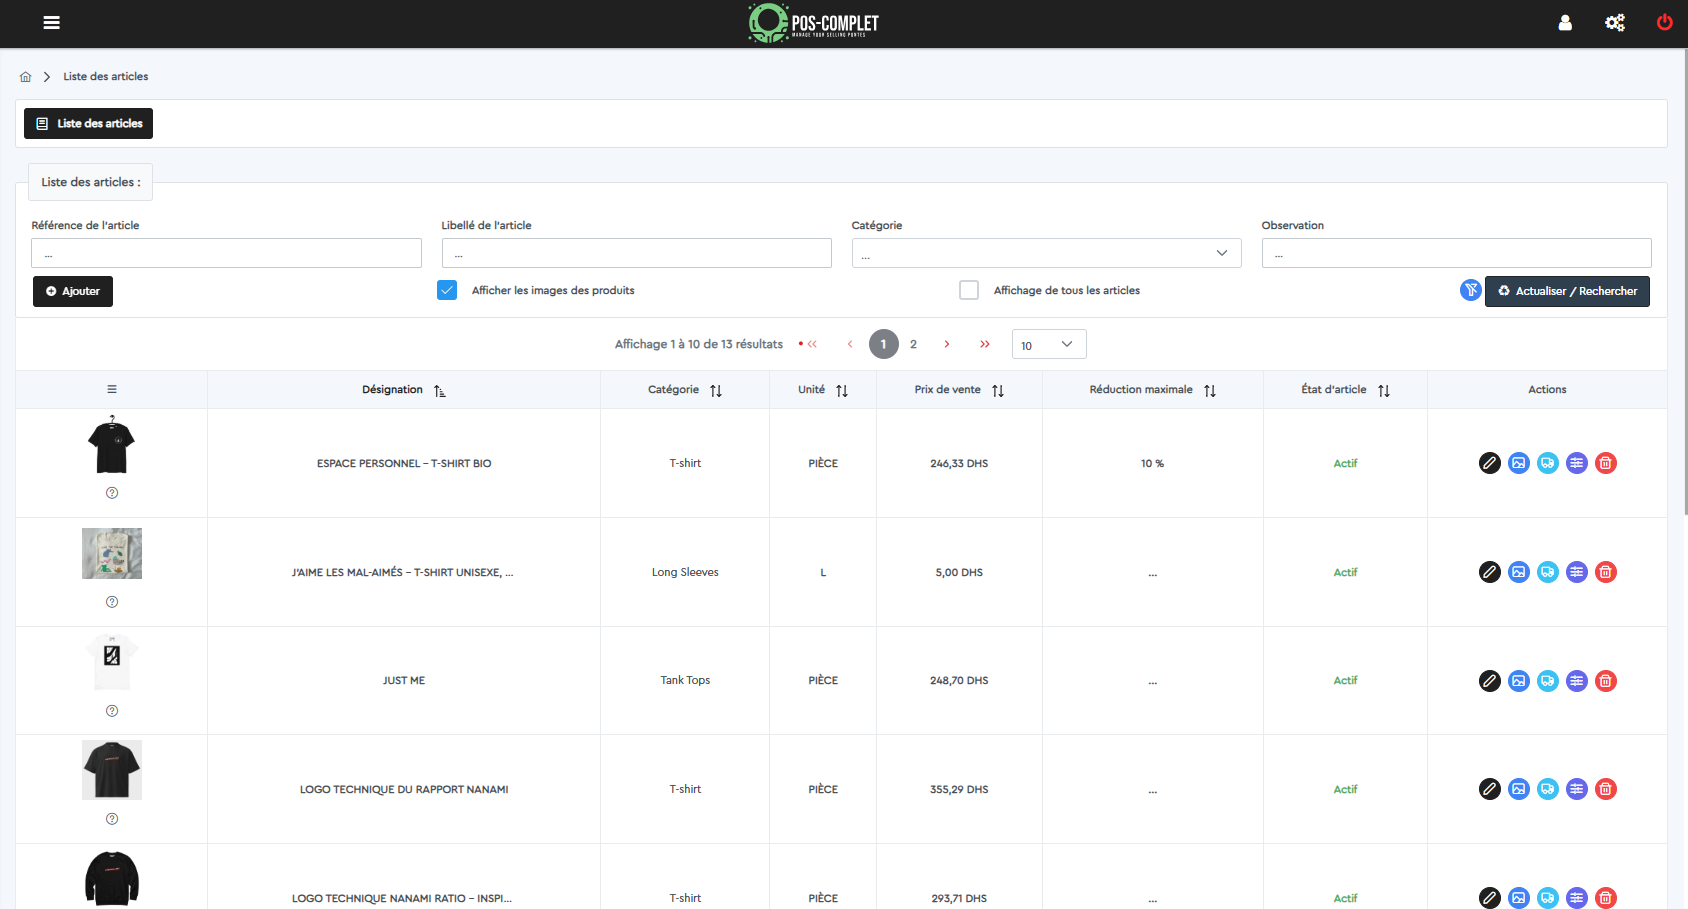 POS-COMPLET
MANAGE YOUR SELLING POSTES
Liste des articles
Liste des articles
Liste des articles :
Référence de l'article
Libellé de l'article
Catégorie
Observation
...
...
...
...
Ajouter
Afficher les images des produits
Affichage de tous les articles
Actualiser / Rechercher
Affichage 1 à 10 de 13 résultats
1
2
10
Désignation
Catégorie
Unité
Prix de vente
Réduction maximale
État d'article
Actions
ESPACE PERSONNEL – T-SHIRT BIO
T-shirt
PIÈCE
246,33 DHS
10 %
Actif
J'AIME LES MAL-AIMÉS – T-SHIRT UNISEXE, ...
Long Sleeves
L
5,00 DHS
...
Actif
JUST ME
Tank Tops
PIÈCE
248,70 DHS
...
Actif
LOGO TECHNIQUE DU RAPPORT NANAMI
T-shirt
PIÈCE
355,29 DHS
...
Actif
LOGO TECHNIQUE NANAMI RATIO – INSPI...
T-shirt
PIÈCE
293,71 DHS
...
Actif